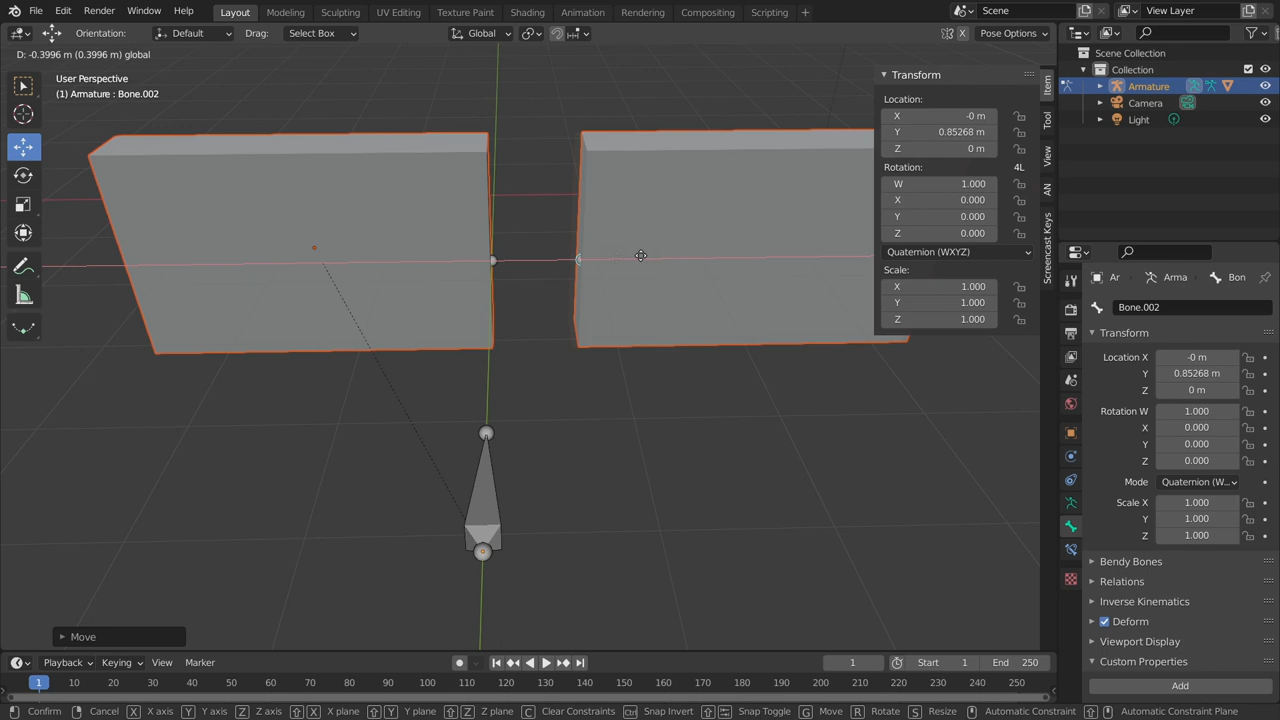 File Edit Render Window Help Layout Modeling Sculpting UV Editing Texture Paint Shading Animation Rendering Compositing Scripting + Scene View Layer
Orientation: Default Drag: Select Box Global X Pose Options
D: -0.3996 m (0.3996 m) global
User Perspective
(1) Armature : Bone.002
Transform
Location:
X -0 m
Y 0.85268 m
Z 0 m
Rotation: 4L
W 1.000
X 0.000
Y 0.000
Z 0.000
Quaternion (WXYZ)
Scale:
X 1.000
Y 1.000
Z 1.000
Item
Tool
View
AN
Screencast Keys
Scene Collection
Collection
Armature
Camera
Light
Ar Arma Bon
Bone.002
Transform
Location X -0 m
Y 0.85268 m
Z 0 m
Rotation W 1.000
X 0.000
Y 0.000
Z 0.000
Mode Quaternion (W...
Scale X 1.000
Y 1.000
Z 1.000
Bendy Bones
Relations
Inverse Kinematics
Deform
Viewport Display
Custom Properties
Add
Move
Playback Keying View Marker 1 Start 1 End 250
1 10 20 30 40 50 60 70 80 90 100 110 120 130 140 150 160 170 180 190 200 210 220 230 240 250
Confirm Cancel X X axis Y Y axis Z Z axis X X plane Y Y plane Z Z plane C Clear Constraints Ctrl Snap Invert Snap Toggle G Move R Rotate S Resize Automatic Constraint Automatic Constraint Plane